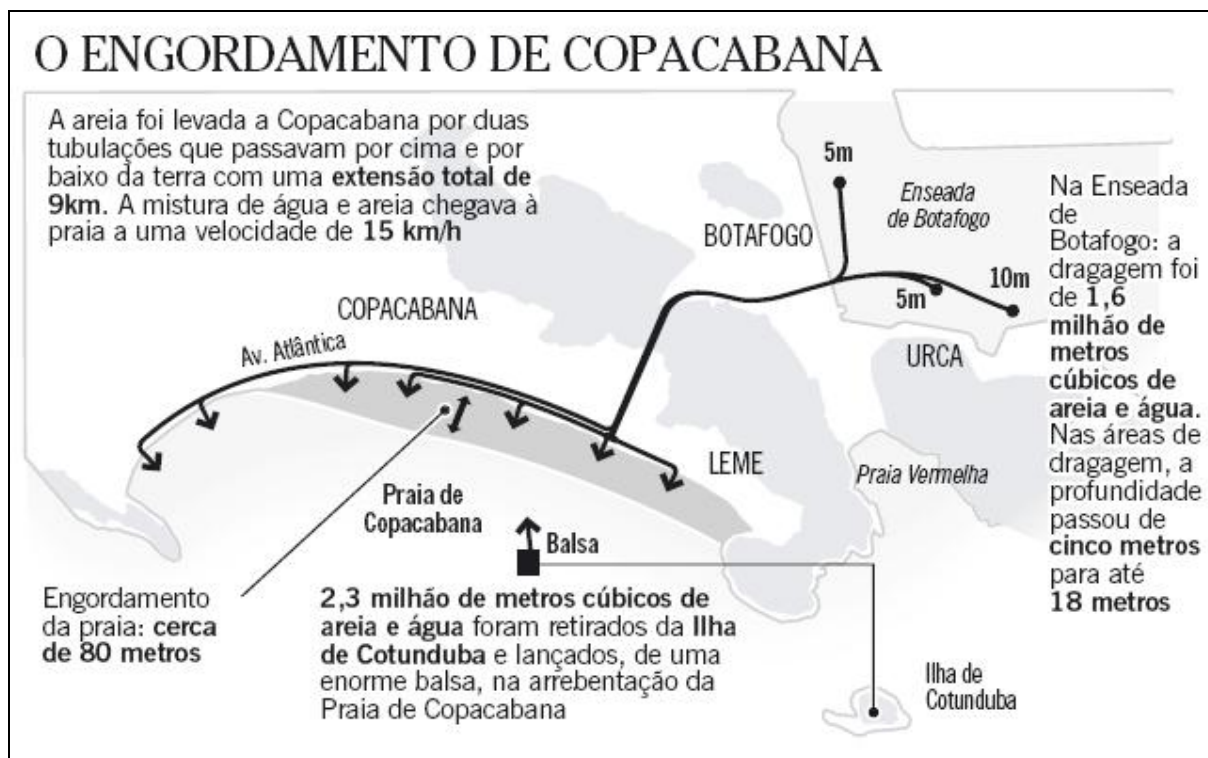 O ENGORDAMENTO DE COPACABANA
A areia foi levada a Copacabana por duas
tubulações que passavam por cima e por
baixo da terra com uma extensão total de
9km. A mistura de água e areia chegava à
praia a uma velocidade de 15 km/h
5m
Enseada
de Botafogo
BOTAFOGO
5m
10m
URCA
Na Enseada
de
Botafogo: a
dragagem foi
de 1,6
milhão de
metros
cúbicos de
areia e água.
Nas áreas de
dragagem, a
profundidade
passou de
cinco metros
para até
18 metros
COPACABANA
Av. Atlântica
LEME
Praia Vermelha
Praia de
Copacabana
Balsa
Engordamento
da praia: cerca
de 80 metros
2,3 milhão de metros cúbicos de
areia e água foram retirados da Ilha
de Cotunduba e lançados, de uma
enorme balsa, na arrebentação da
Praia de Copacabana
Ilha de
Cotunduba